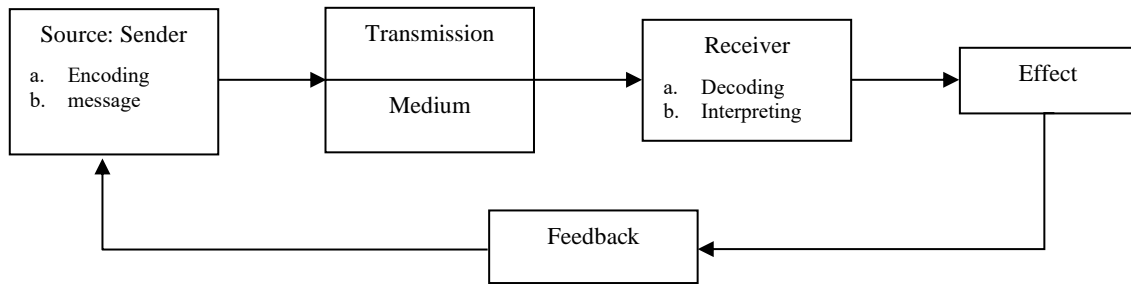 Source: Sender
a. Encoding
b. message
Transmission
Medium
Receiver
a. Decoding
b. Interpreting
Effect
Feedback